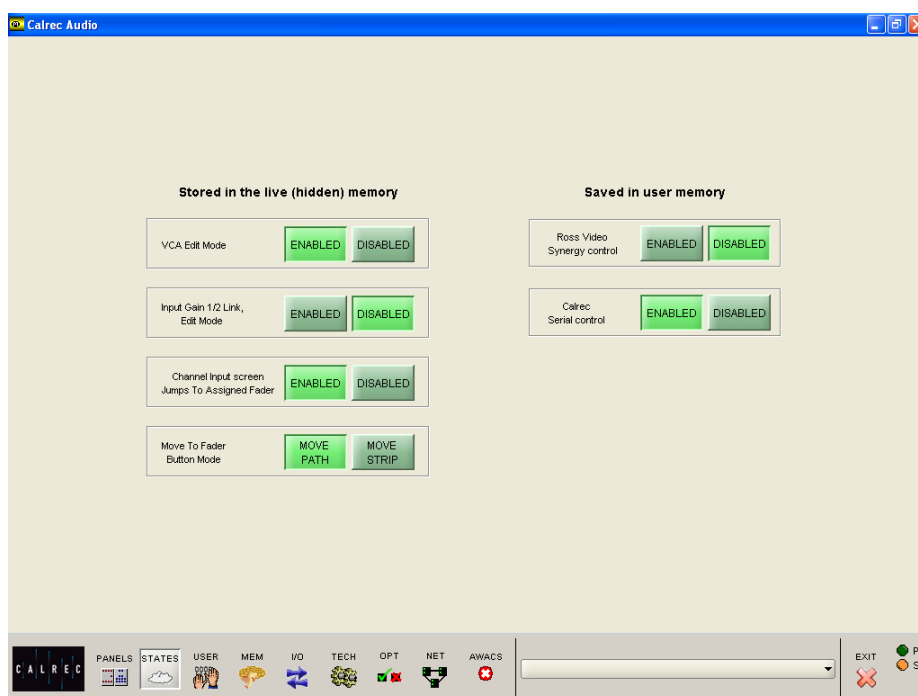 Calrec Audio
Stored in the live (hidden) memory
VCA Edit Mode
ENABLED
DISABLED
Input Gain 1/2 Link,
Edit Mode
ENABLED
DISABLED
Channel Input screen
Jumps To Assigned Fader
ENABLED
DISABLED
Move To Fader
Button Mode
MOVE
PATH
MOVE
STRIP
Saved in user memory
Ross Video
Synergy control
ENABLED
DISABLED
Calrec
Serial control
ENABLED
DISABLED
CALREC
PANELS
STATES
USER
MEM
I/O
TECH
OPT
NET
AWACS
EXIT
P
S